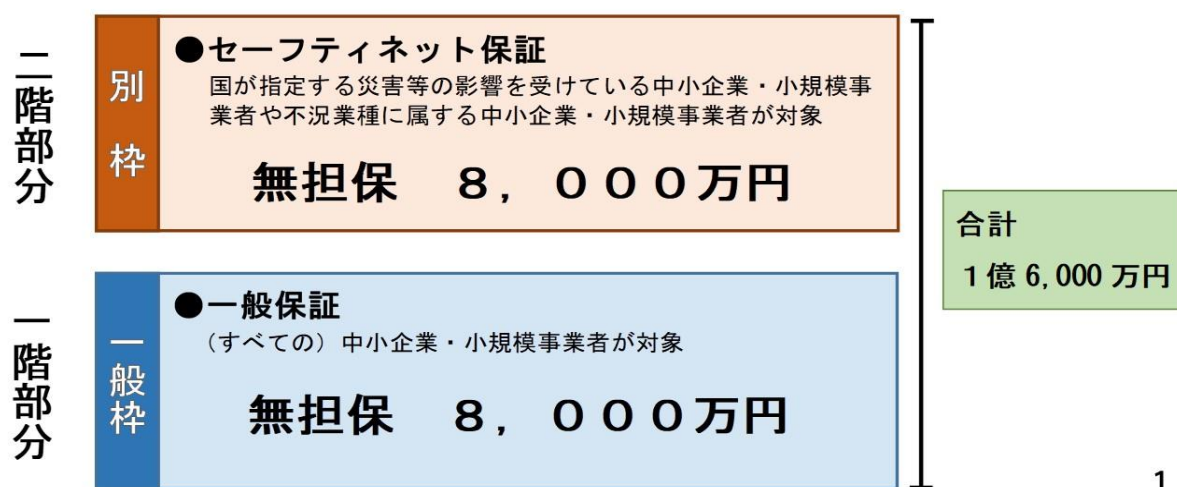 二階部分
別枠
●セーフティネット保証
国が指定する災害等の影響を受けている中小企業・小規模事
業者や不況業種に属する中小企業・小規模事業者が対象
無担保　８，０００万円
合計
１億 6,000 万円
一階部分
一般枠
●一般保証
（すべての）中小企業・小規模事業者が対象
無担保　８，０００万円
1